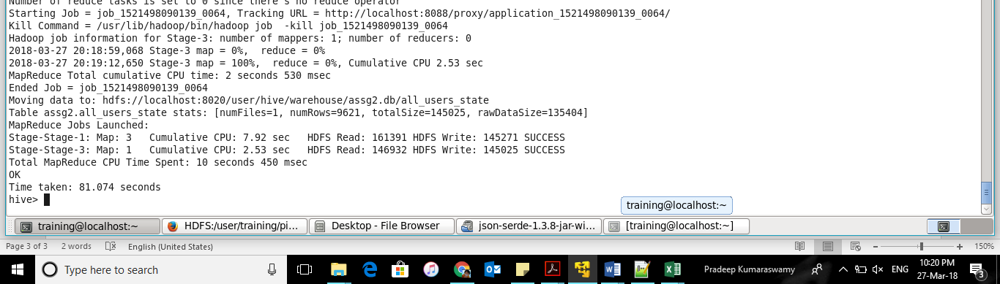 Number of reduce tasks is set to 0 since there's no reduce operator
Starting Job = job_1521498090139_0064, Tracking URL = http://localhost:8088/proxy/application_1521498090139_0064/
Kill Command = /usr/lib/hadoop/bin/hadoop job  -kill job_1521498090139_0064
Hadoop job information for Stage-3: number of mappers: 1; number of reducers: 0
2018-03-27 20:18:59,068 Stage-3 map = 0%,  reduce = 0%
2018-03-27 20:19:12,650 Stage-3 map = 100%,  reduce = 0%, Cumulative CPU 2.53 sec
MapReduce Total cumulative CPU time: 2 seconds 530 msec
Ended Job = job_1521498090139_0064
Moving data to: hdfs://localhost:8020/user/hive/warehouse/assg2.db/all_users_state
Table assg2.all_users_state stats: [numFiles=1, numRows=9621, totalSize=145025, rawDataSize=135404]
MapReduce Jobs Launched:
Stage-Stage-1: Map: 3   Cumulative CPU: 7.92 sec   HDFS Read: 161391 HDFS Write: 145271 SUCCESS
Stage-Stage-3: Map: 1   Cumulative CPU: 2.53 sec   HDFS Read: 146932 HDFS Write: 145025 SUCCESS
Total MapReduce CPU Time Spent: 10 seconds 450 msec
OK
Time taken: 81.074 seconds
hive>
training@localhost:~
training@localhost:~ HDFS:/user/training/pi... Desktop - File Browser json-serde-1.3.8-jar-wi... [training@localhost:~]
Page 3 of 3 2 words English (United States) 150%
Type here to search Pradeep Kumaraswamy ENG 10:20 PM
27-Mar-18 3